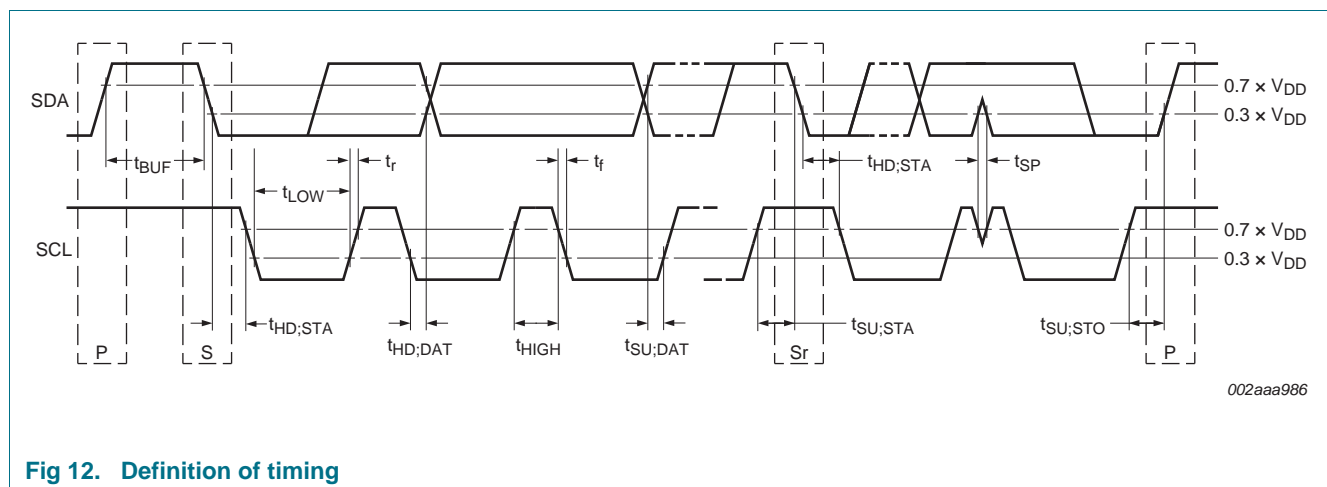 SDA
0.7 × VDD
0.3 × VDD
tBUF
tLOW
tr
tf
tHD;STA
tSP
SCL
0.7 × VDD
0.3 × VDD
tHD;STA
tHD;DAT
tHIGH
tSU;DAT
tSU;STA
tSU;STO
P
S
Sr
P
002aaa986
Fig 12. Definition of timing